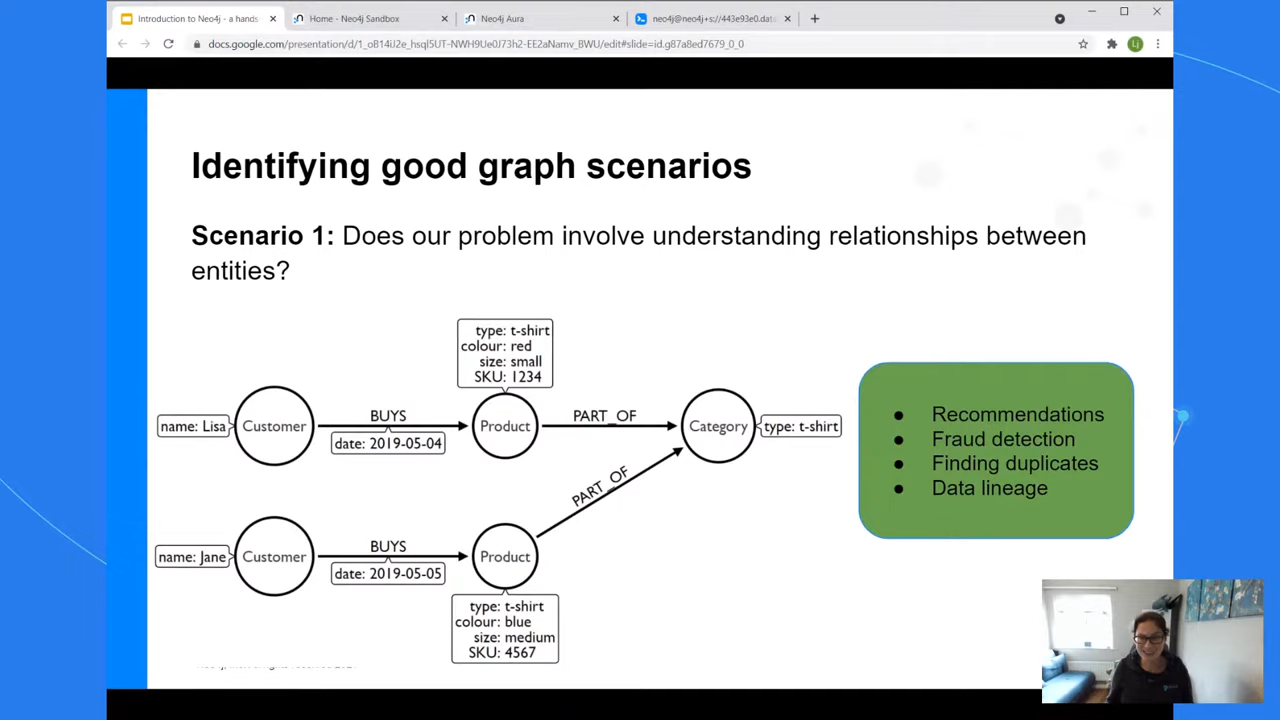 Introduction to Neo4j - a hands
Home - Neo4j Sandbox
Neo4j Aura
neo4j@neo4j+s://443e93e0.data
docs.google.com/presentation/d/1_oB14iJ2e_hsqI5UT-NWH9Ue0J73h2-EE2aNamv_BWU/edit#slide=id.g87a8ed7679_0_0
Lj
Identifying good graph scenarios
Scenario 1: Does our problem involve understanding relationships between
entities?
type: t-shirt
colour: red
size: small
SKU: 1234
name: Lisa
Customer
BUYS
date: 2019-05-04
Product
PART_OF
Category
type: t-shirt
PART_OF
name: Jane
Customer
BUYS
date: 2019-05-05
Product
type: t-shirt
colour: blue
size: medium
SKU: 4567
● Recommendations
● Fraud detection
● Finding duplicates
● Data lineage